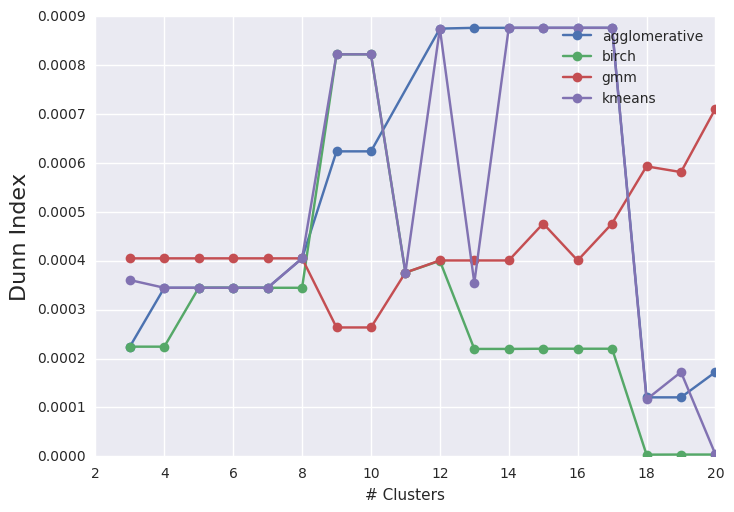 Dunn Index
0.0009
0.0008
0.0007
0.0006
0.0005
0.0004
0.0003
0.0002
0.0001
0.0000
agglomerative
birch
gmm
kmeans
2 4 6 8 10 12 14 16 18 20
# Clusters